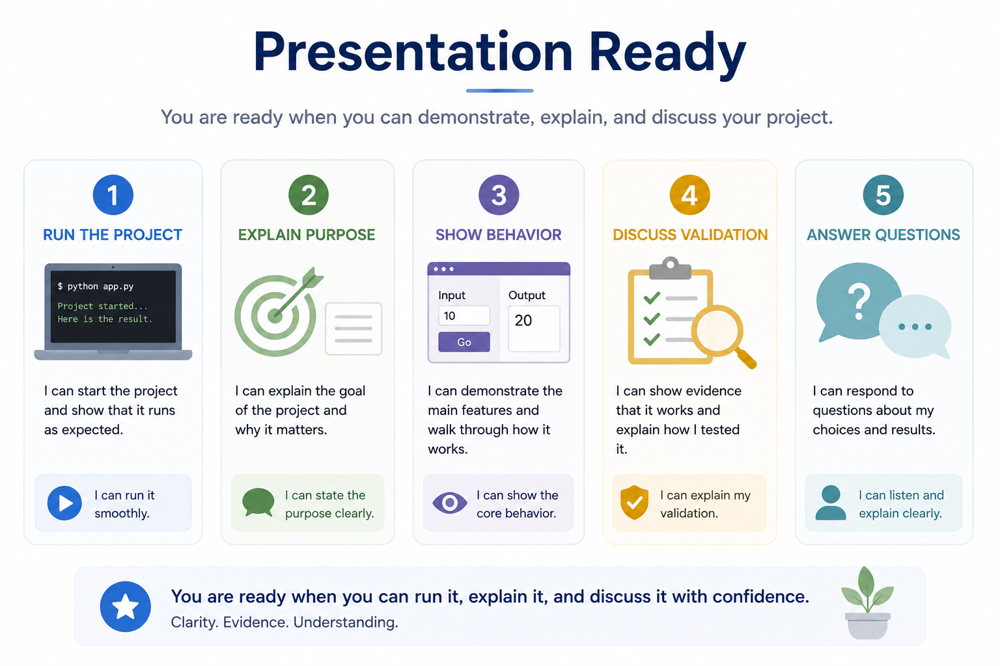 Presentation Ready
You are ready when you can demonstrate, explain, and discuss your project.
1
RUN THE PROJECT
$ python app.py
Project started...
Here is the result.
I can start the project
and show that it runs
as expected.
I can run it
smoothly.
2
EXPLAIN PURPOSE
I can explain the goal
of the project and
why it matters.
I can state the
purpose clearly.
3
SHOW BEHAVIOR
Input
10
Go
Output
20
I can demonstrate the
main features and
walk through how it
works.
I can show the
core behavior.
4
DISCUSS VALIDATION
I can show evidence
that it works and
explain how I tested
it.
I can explain my
validation.
5
ANSWER QUESTIONS
?
I can respond to
questions about my
choices and results.
I can listen and
explain clearly.
You are ready when you can run it, explain it, and discuss it with confidence.
Clarity. Evidence. Understanding.